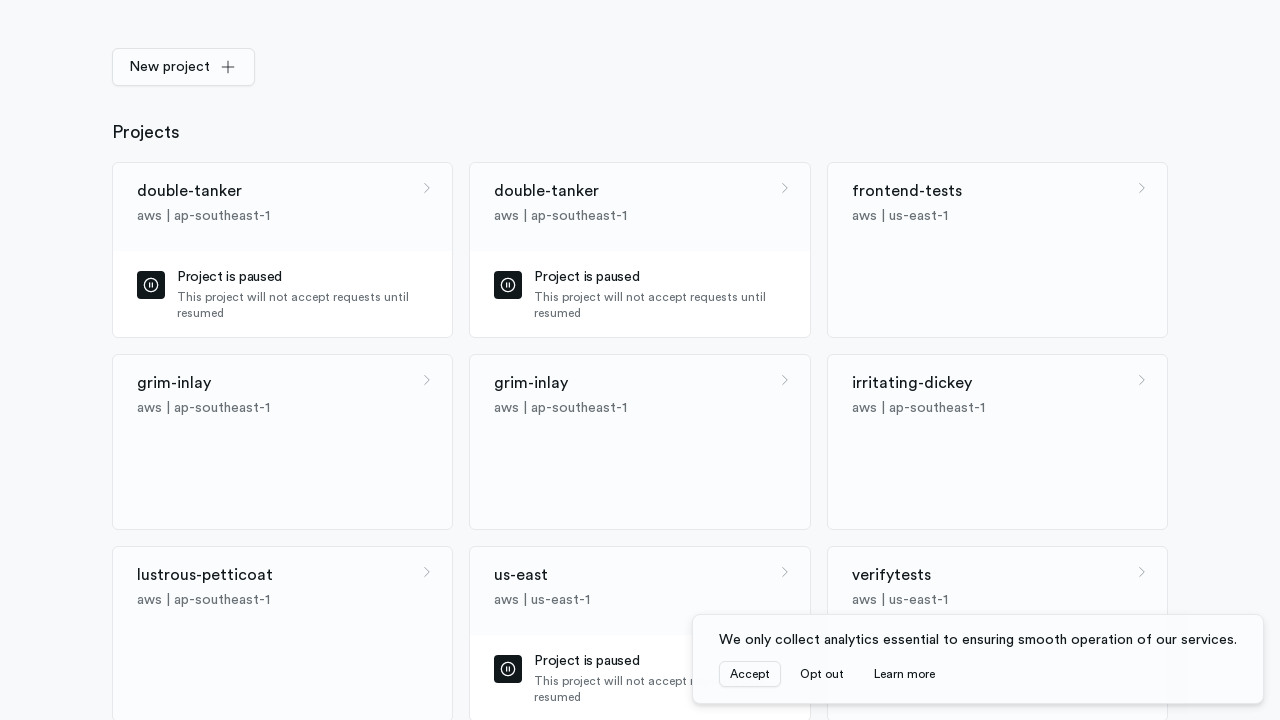 New project
Projects
double-tanker
aws | ap-southeast-1
Project is paused
This project will not accept requests until
resumed
double-tanker
aws | ap-southeast-1
Project is paused
This project will not accept requests until
resumed
frontend-tests
aws | us-east-1
grim-inlay
aws | ap-southeast-1
grim-inlay
aws | ap-southeast-1
irritating-dickey
aws | ap-southeast-1
lustrous-petticoat
aws | ap-southeast-1
us-east
aws | us-east-1
Project is paused
This project will not accept
resumed
verifytests
aws | us-east-1
We only collect analytics essential to ensuring smooth operation of our services.
Accept
Opt out
Learn more